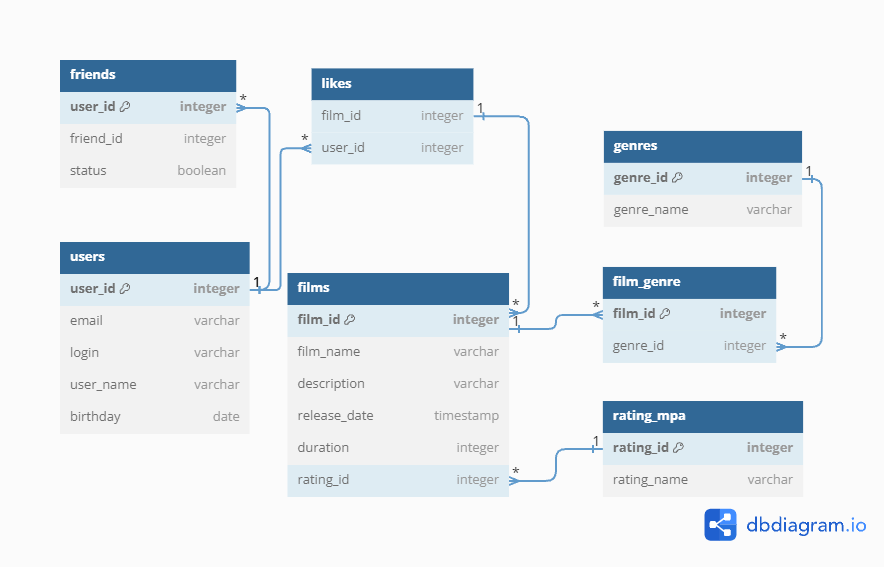 friends
user_id integer
friend_id integer
status boolean
likes
film_id integer
user_id integer
genres
genre_id integer
genre_name varchar
users
user_id integer
email varchar
login varchar
user_name varchar
birthday date
films
film_id integer
film_name varchar
description varchar
release_date timestamp
duration integer
rating_id integer
film_genre
film_id integer
genre_id integer
rating_mpa
rating_id integer
rating_name varchar
*
1
*
1
1
*
1
*
*
*
1
dbdiagram.io